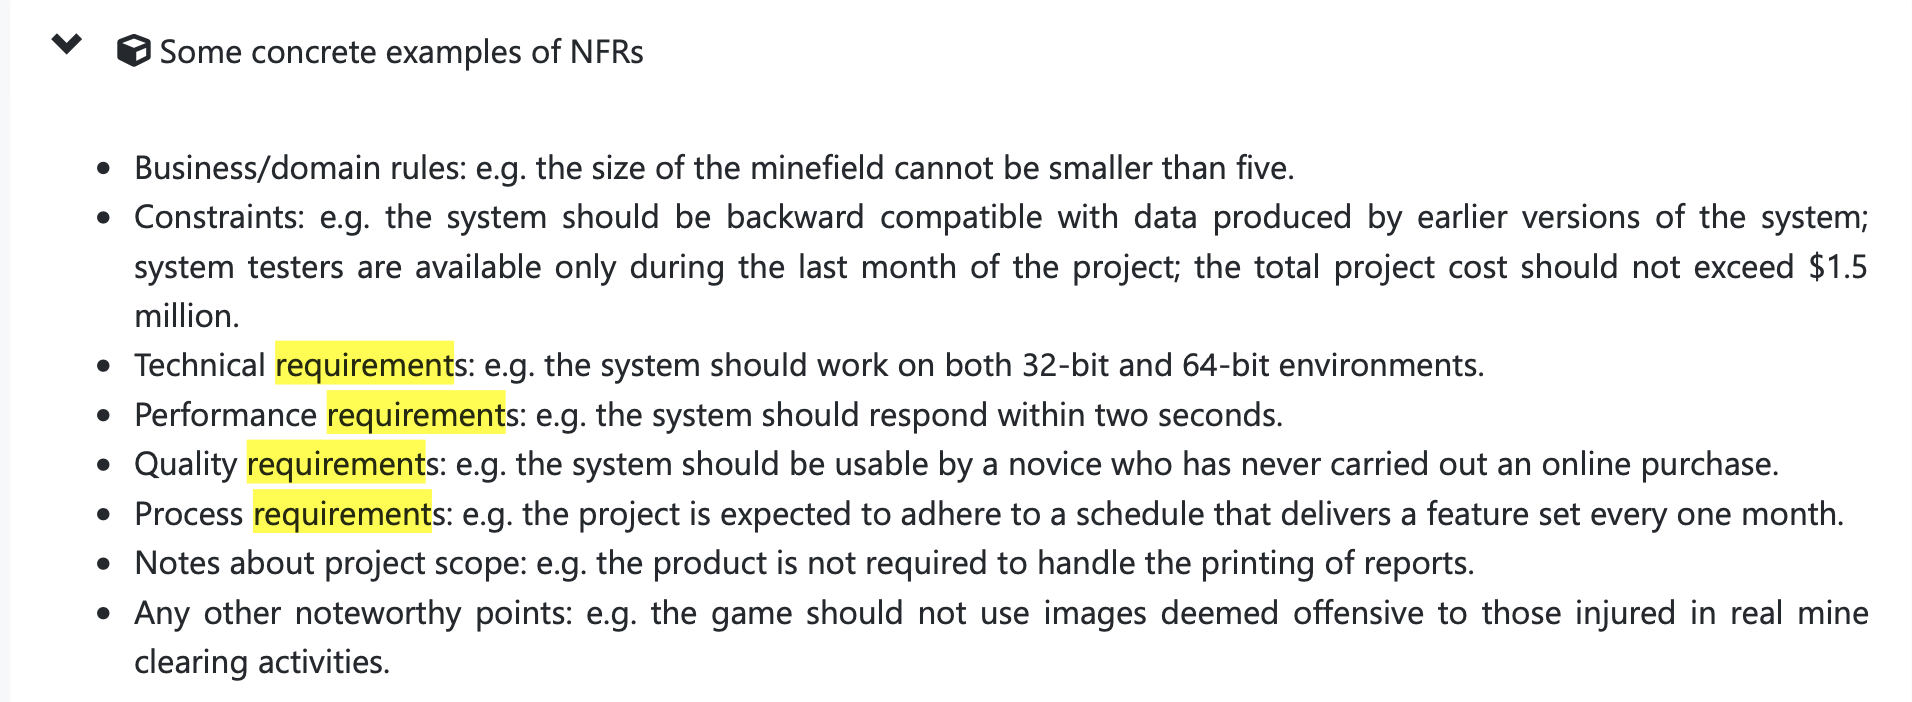 Some concrete examples of NFRs
• Business/domain rules: e.g. the size of the minefield cannot be smaller than five.
• Constraints: e.g. the system should be backward compatible with data produced by earlier versions of the system;
system testers are available only during the last month of the project; the total project cost should not exceed $1.5
million.
• Technical requirements: e.g. the system should work on both 32-bit and 64-bit environments.
• Performance requirements: e.g. the system should respond within two seconds.
• Quality requirements: e.g. the system should be usable by a novice who has never carried out an online purchase.
• Process requirements: e.g. the project is expected to adhere to a schedule that delivers a feature set every one month.
• Notes about project scope: e.g. the product is not required to handle the printing of reports.
• Any other noteworthy points: e.g. the game should not use images deemed offensive to those injured in real mine
clearing activities.